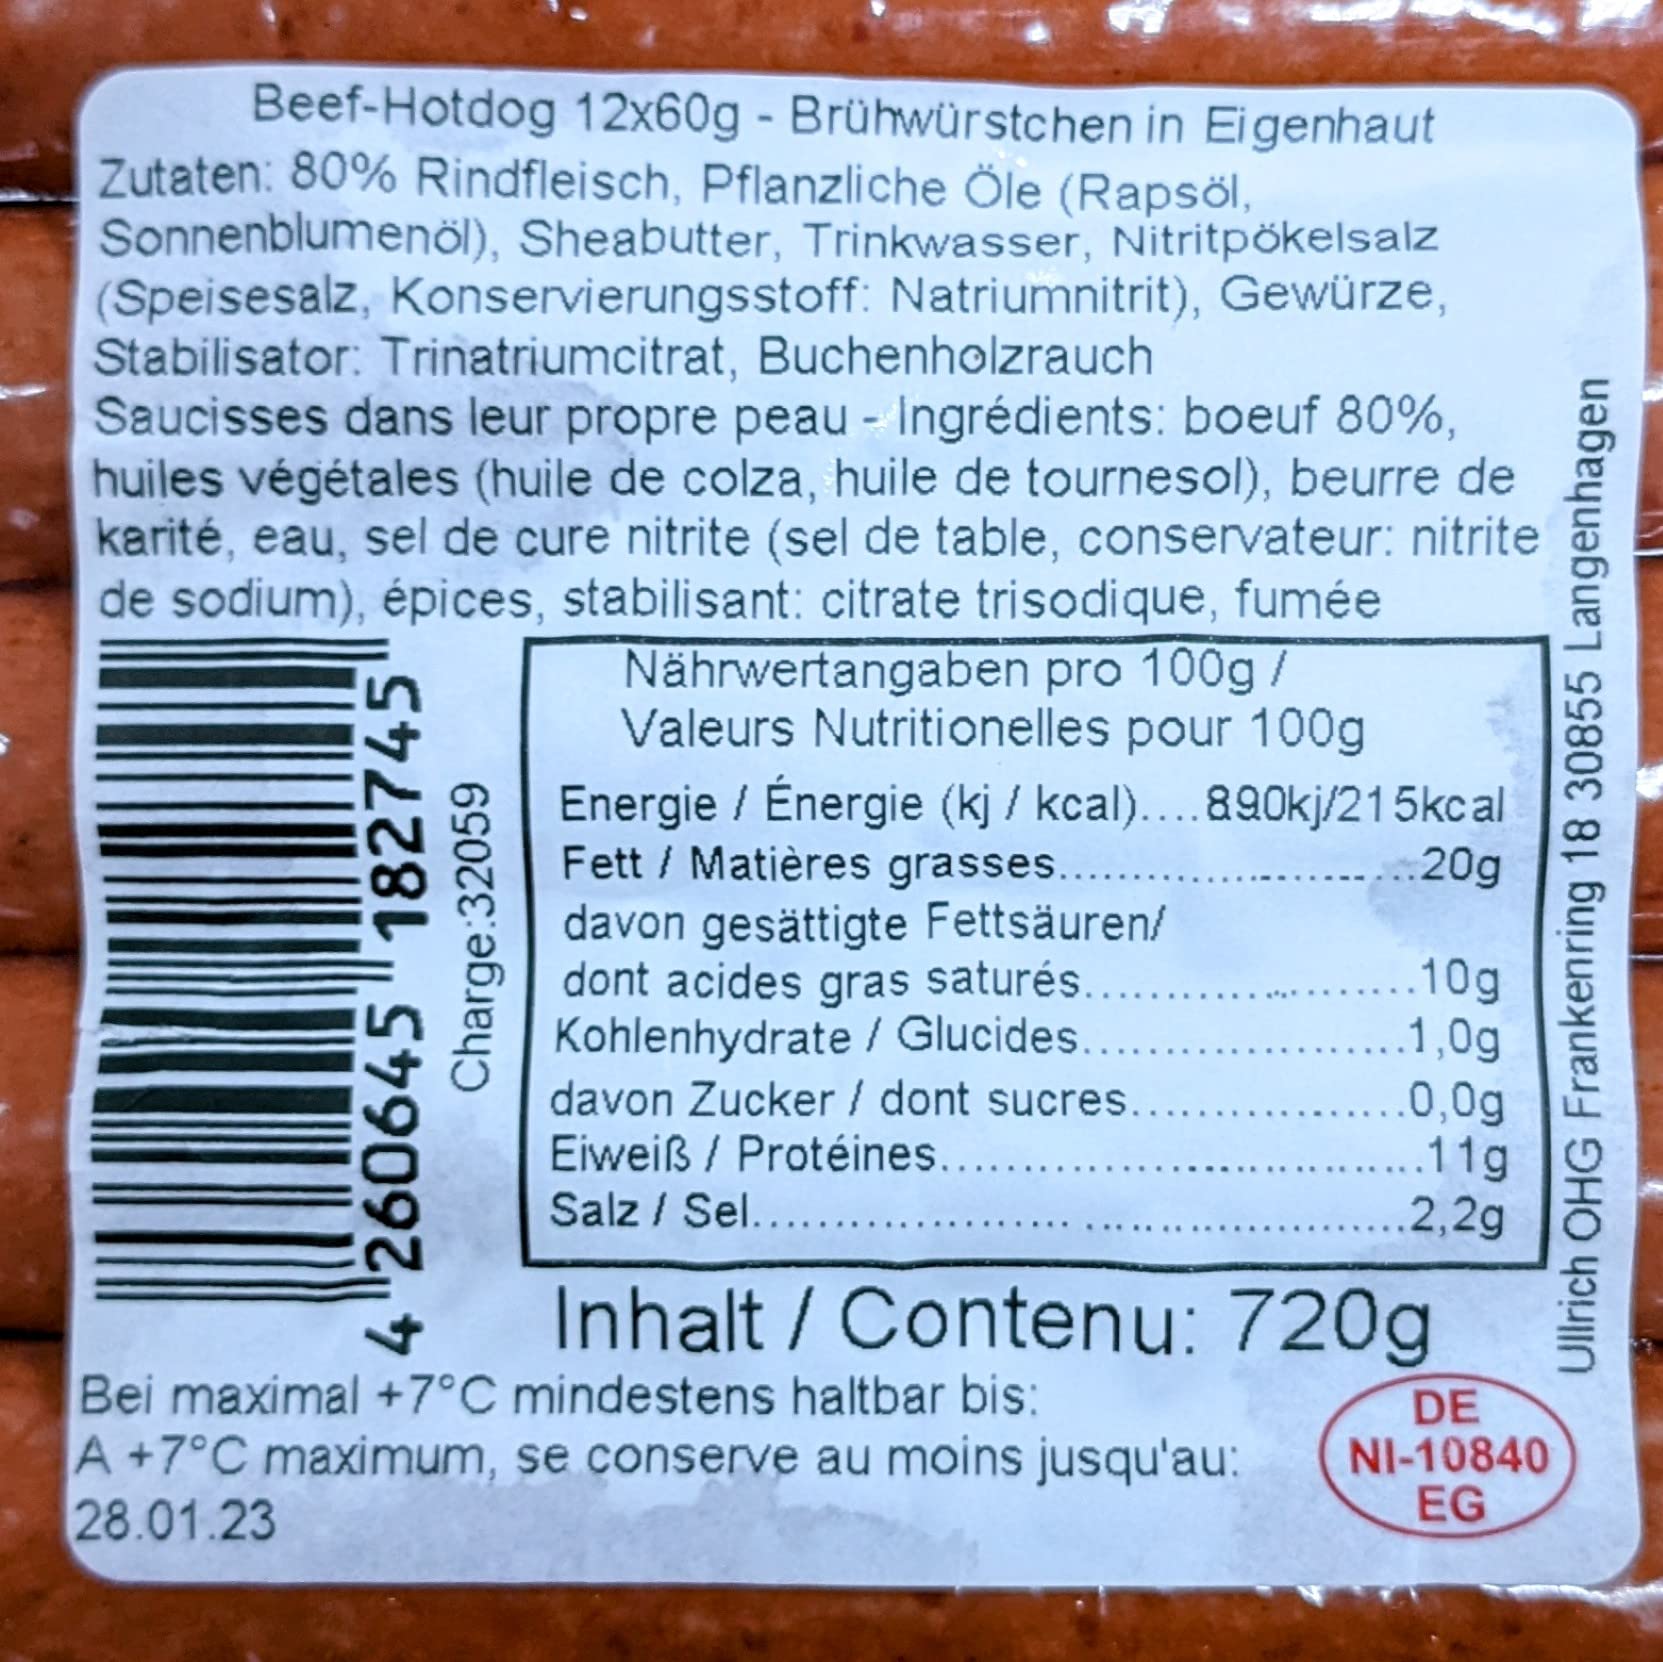 Beef-Hotdog 12x60g - Brühwürstchen in Eigenhaut
Zutaten: 80% Rindfleisch, Pflanzliche Öle (Rapsöl,
Sonnenblumenöl), Sheabutter, Trinkwasser, Nitritpökelsalz
(Speisesalz, Konservierungsstoff: Natriumnitrit), Gewürze,
Stabilisator: Trinatriumcitrat, Buchenholzrauch
Saucisses dans leur propre peau - Ingrédients: boeuf 80%,
huiles végétales (huile de colza, huile de tournesol), beurre de
karité, eau, sel de cure nitrite (sel de table, conservateur: nitrite
de sodium), épices, stabilisant: citrate trisodique, fumée
4 260645 182745
Charge:32059
Nährwertangaben pro 100g /
Valeurs Nutritionelles pour 100g
Energie / Énergie (kj / kcal)....890kj/215kcal
Fett / Matières grasses........................20g
davon gesättigte Fettsäuren/
dont acides gras saturés......................10g
Kohlenhydrate / Glucides......................1,0g
davon Zucker / dont sucres..................0,0g
Eiweiß / Protéines................................11g
Salz / Sel.............................................2,2g
Inhalt / Contenu: 720g
Bei maximal +7°C mindestens haltbar bis:
A +7°C maximum, se conserve au moins jusqu'au:
28.01.23
DE
NI-10840
EG
Ullrich OHG Frankenring 18 30855 Langenhagen